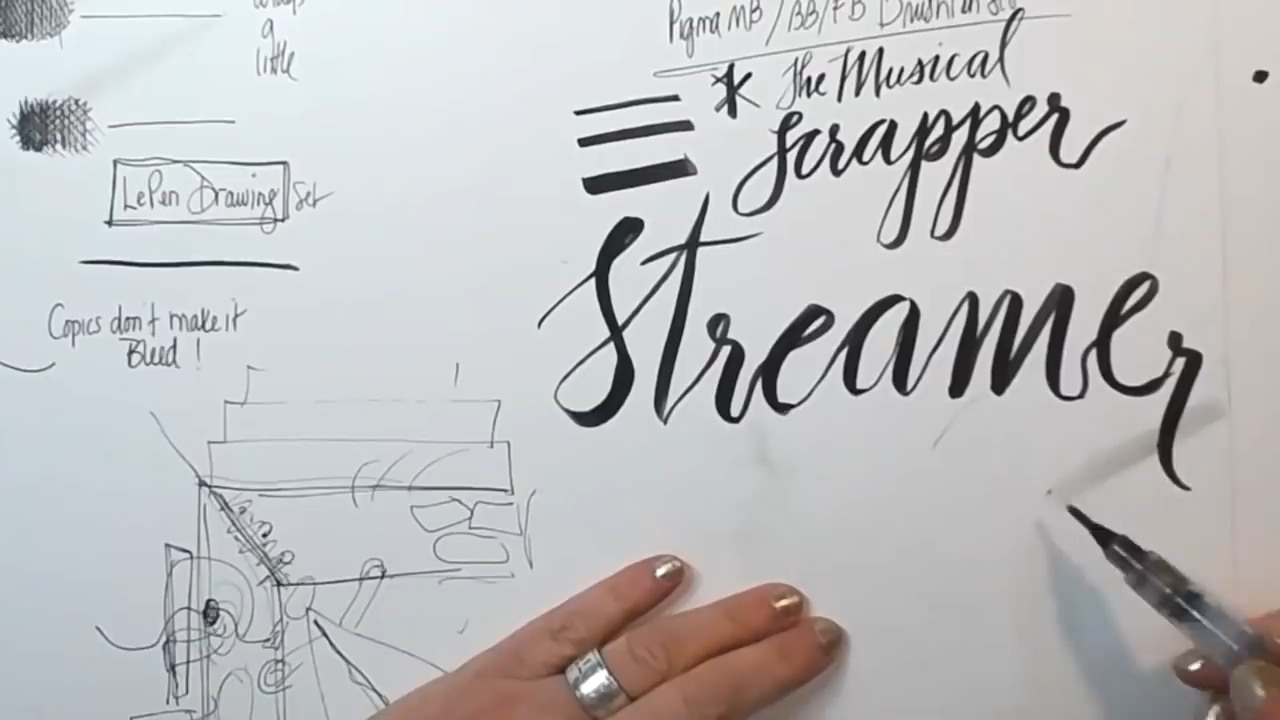 a
little
LePen Drawing Set
Copics don't make it
Bleed !
Pigma MB / BB / FB
* The Musical
Scrapper
Streamer